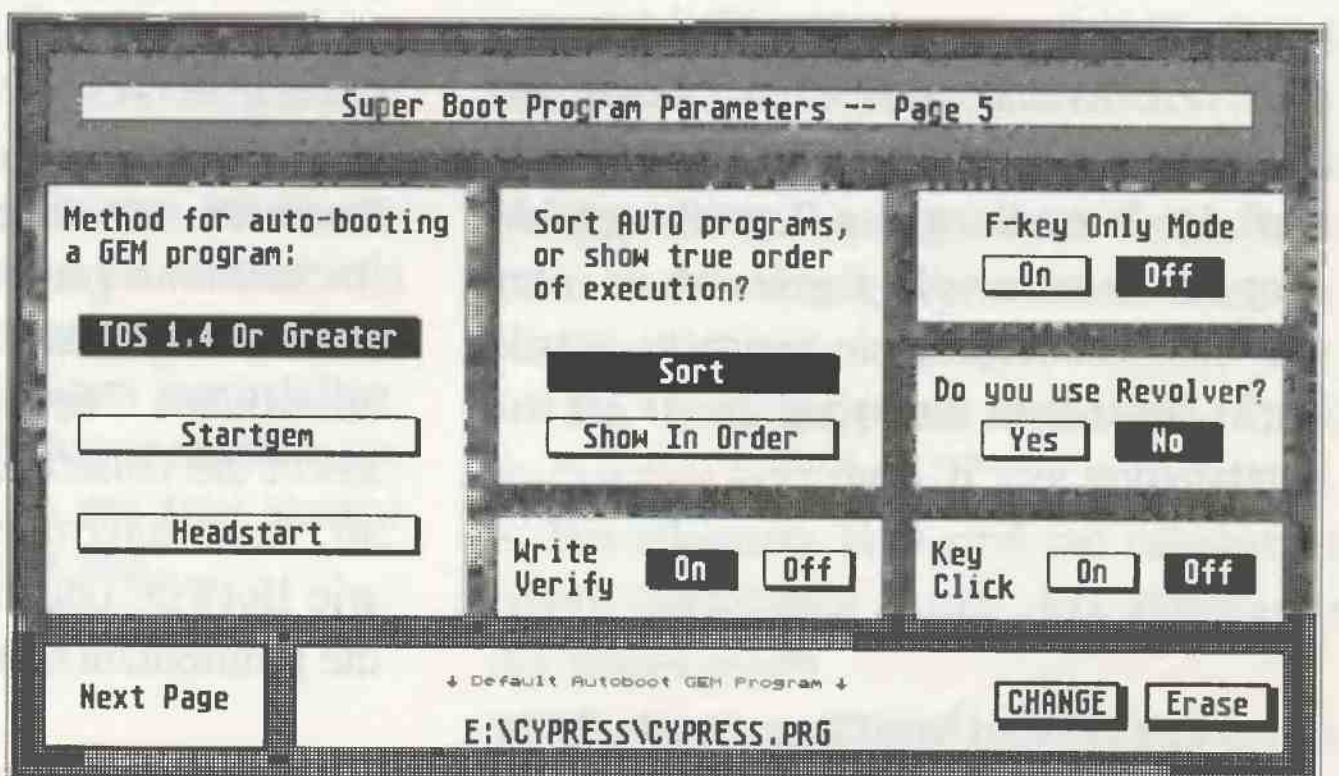 Super Boot Program Parameters -- Page 5
Method for auto-booting
a GEM program:
TOS 1.4 Or Greater
Startgem
Headstart
Sort AUTO programs,
or show true order
of execution?
Sort
Show In Order
Write
Verify
On
Off
F-key Only Mode
On
Off
Do you use Revolver?
Yes
No
Key
Click
On
Off
Next Page
↓ Default Autoboot GEM Program ↓
E:\CYPRESS\CYPRESS.PRG
CHANGE
Erase